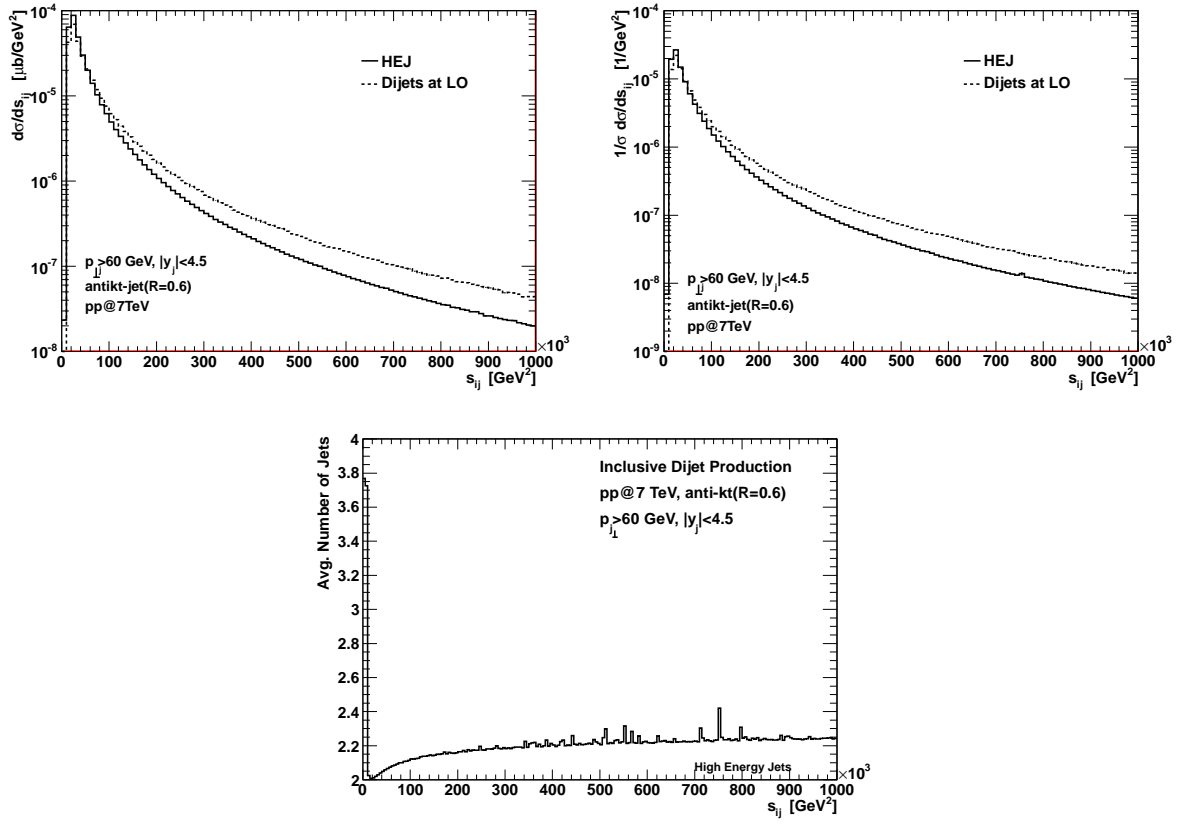 dσ/ds_ij [μb/GeV²]
10⁻⁴
10⁻⁵
10⁻⁶
10⁻⁷
10⁻⁸
HEJ
Dijets at LO
p_⊥j>60 GeV, |y_j|<4.5
antikt-jet(R=0.6)
pp@7TeV
0 100 200 300 400 500 600 700 800 900 1000
×10³
s_ij [GeV²]
1/σ dσ/ds_ij [1/GeV²]
10⁻⁴
10⁻⁵
10⁻⁶
10⁻⁷
10⁻⁸
10⁻⁹
HEJ
Dijets at LO
p_⊥j>60 GeV, |y_j|<4.5
antikt-jet(R=0.6)
pp@7TeV
0 100 200 300 400 500 600 700 800 900 1000
×10³
s_ij [GeV²]
Avg. Number of Jets
4
3.8
3.6
3.4
3.2
3
2.8
2.6
2.4
2.2
2
Inclusive Dijet Production
pp@7 TeV, anti-kt(R=0.6)
p_j⊥>60 GeV, |y_j|<4.5
High Energy Jets
0 100 200 300 400 500 600 700 800 900 1000
×10³
s_ij [GeV²]